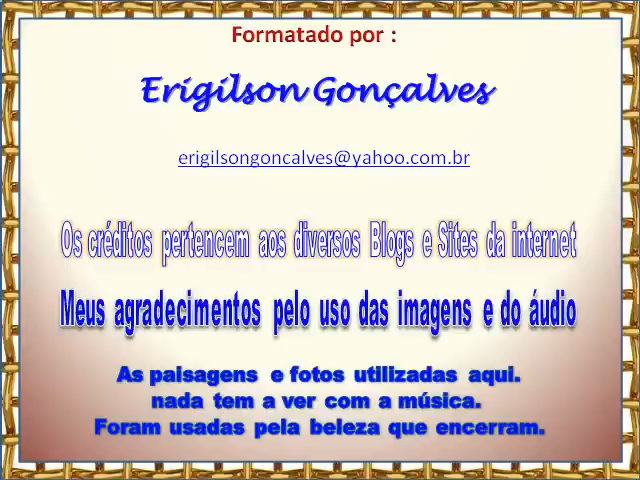 Formatado por :
Erigilson Gonçalves
erigilsongoncalves@yahoo.com.br
Os créditos pertencem aos diversos Blogs e Sites da internet
Meus agradecimentos pelo uso das imagens e do áudio
As paisagens e fotos utilizadas aqui.
nada tem a ver com a música.
Foram usadas pela beleza que encerram.